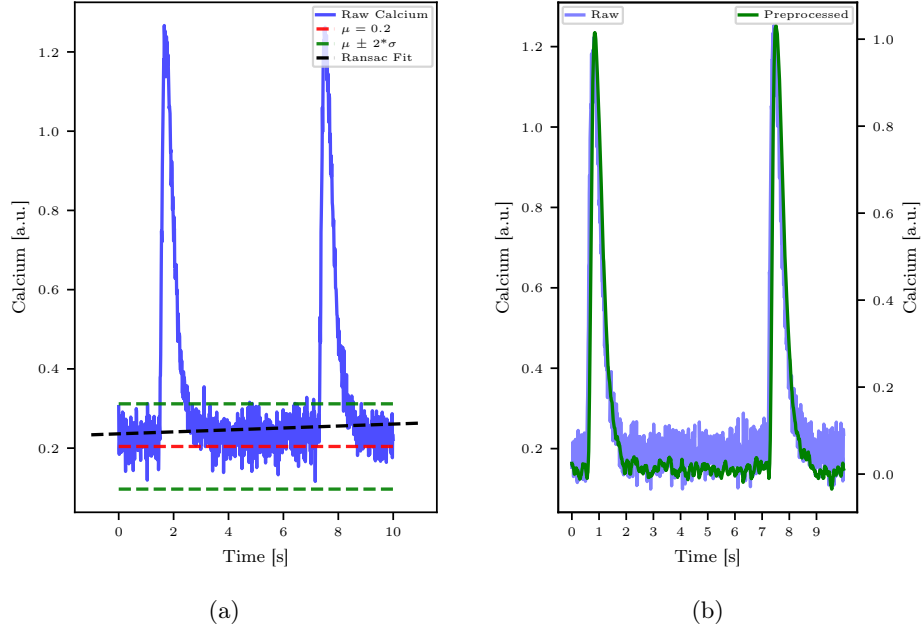 Raw Calcium
μ = 0.2
μ ± 2*σ
Ransac Fit
1.2
1.0
0.8
0.6
0.4
0.2
Calcium [a.u.]
0
2
4
6
8
10
Time [s]
(a)
Raw
Preprocessed
1.2
1.0
0.8
0.6
0.4
0.2
Calcium [a.u.]
1.0
0.8
0.6
0.4
0.2
0.0
Calcium [a.u.]
0
1
2
3
4
5
6
7
8
9
Time [s]
(b)